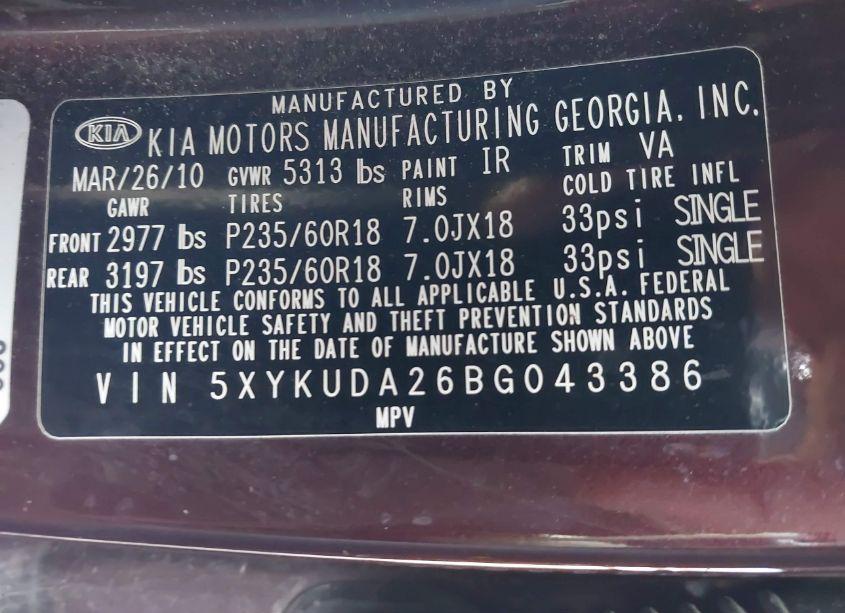 MANUFACTURED BY
KIA KIA MOTORS MANUFACTURING GEORGIA, INC.
MAR/26/10 GVWR 5313 lbs PAINT IR TRIM VA
GAWR TIRES RIMS COLD TIRE INFL
FRONT 2977 lbs P235/60R18 7.0JX18 33psi SINGLE
REAR 3197 lbs P235/60R18 7.0JX18 33psi SINGLE
THIS VEHICLE CONFORMS TO ALL APPLICABLE U.S.A. FEDERAL
MOTOR VEHICLE SAFETY AND THEFT PREVENTION STANDARDS
IN EFFECT ON THE DATE OF MANUFACTURE SHOWN ABOVE
VIN 5XYKUDA26BG043386
MPV